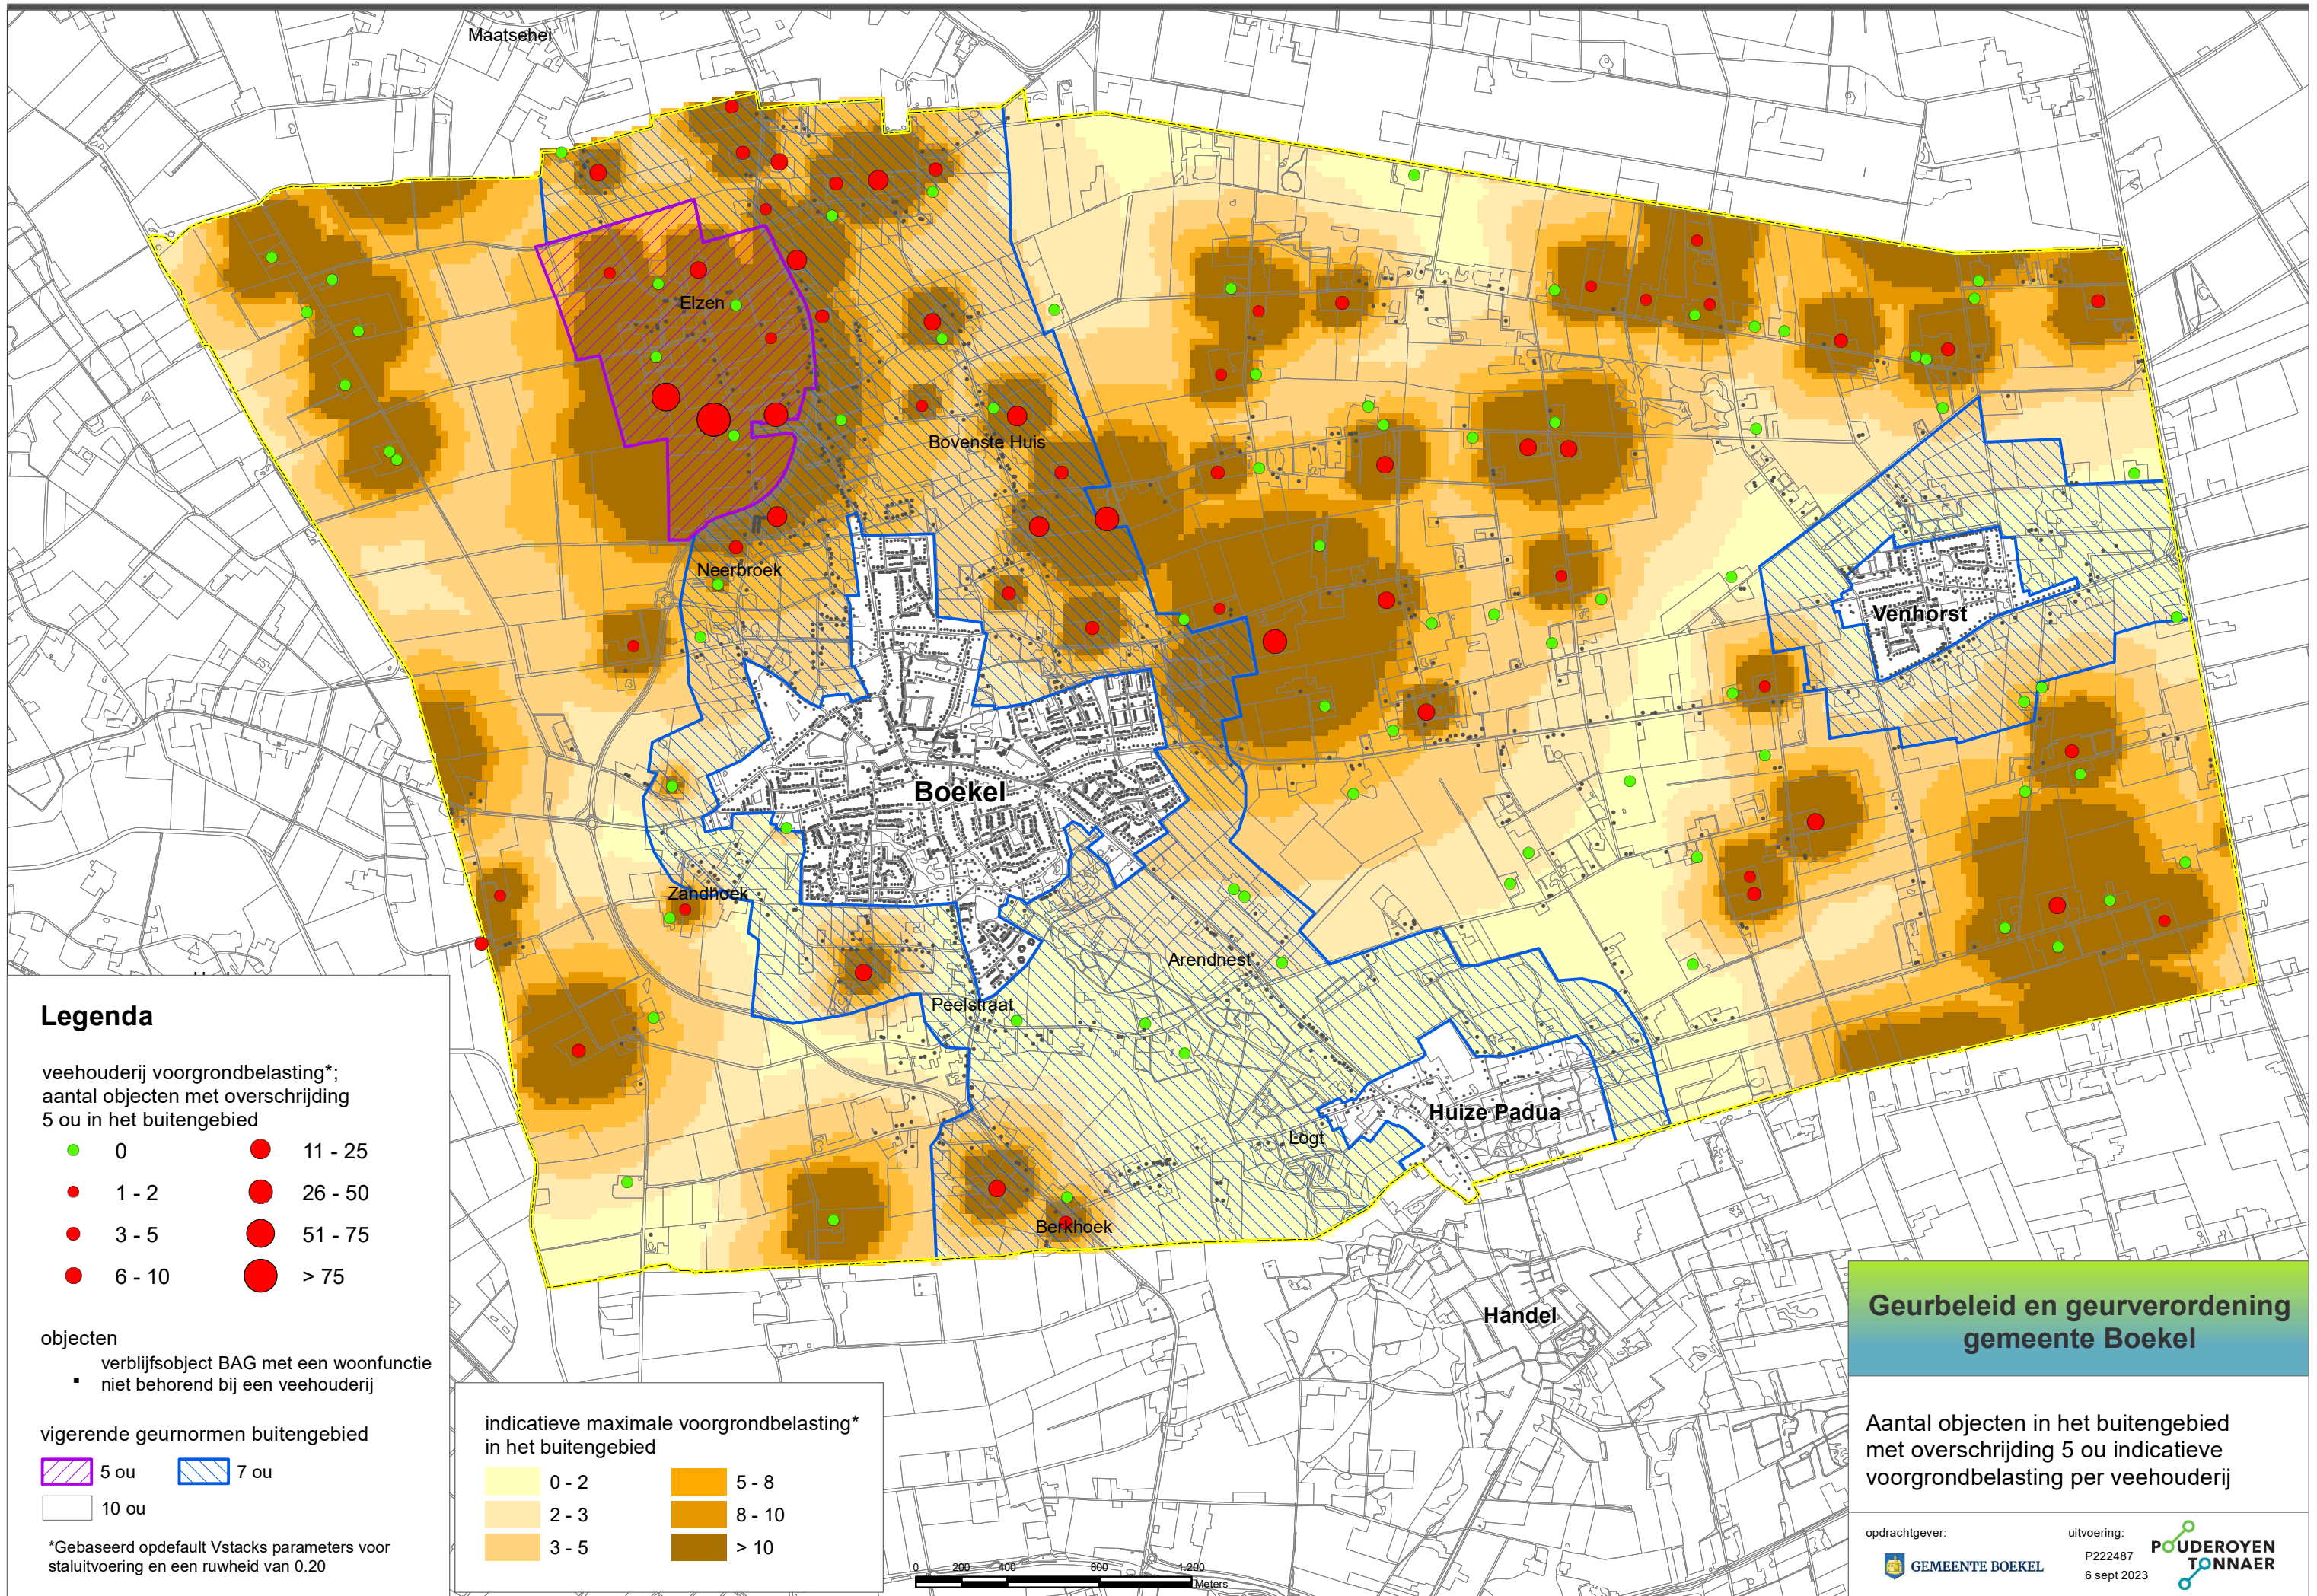 Maatsehei
Elzen
Bovenste Huis
Neerbroek
Venhorst
Boekel
Zandhoek
Arendnest
Peelstraat
Huize Padua
Logt
Berkhoek
Handel
Legenda
veehouderij voorgrondbelasting*;
aantal objecten met overschrijding
5 ou in het buitengebied
0
1 - 2
3 - 5
6 - 10
11 - 25
26 - 50
51 - 75
> 75
objecten
verblijfsobject BAG met een woonfunctie
niet behorend bij een veehouderij
vigerende geurnormen buitengebied
5 ou
7 ou
10 ou
*Gebaseerd opdefault Vstacks parameters voor
staluitvoering en een ruwheid van 0.20
indicatieve maximale voorgrondbelasting*
in het buitengebied
0 - 2
2 - 3
3 - 5
5 - 8
8 - 10
> 10
0 200 400 800 1.200
Meters
Geurbeleid en geurverordening
gemeente Boekel
Aantal objecten in het buitengebied
met overschrijding 5 ou indicatieve
voorgrondbelasting per veehouderij
opdrachtgever:
GEMEENTE BOEKEL
uitvoering:
P222487
6 sept 2023
POUDEROYEN
TONNAER